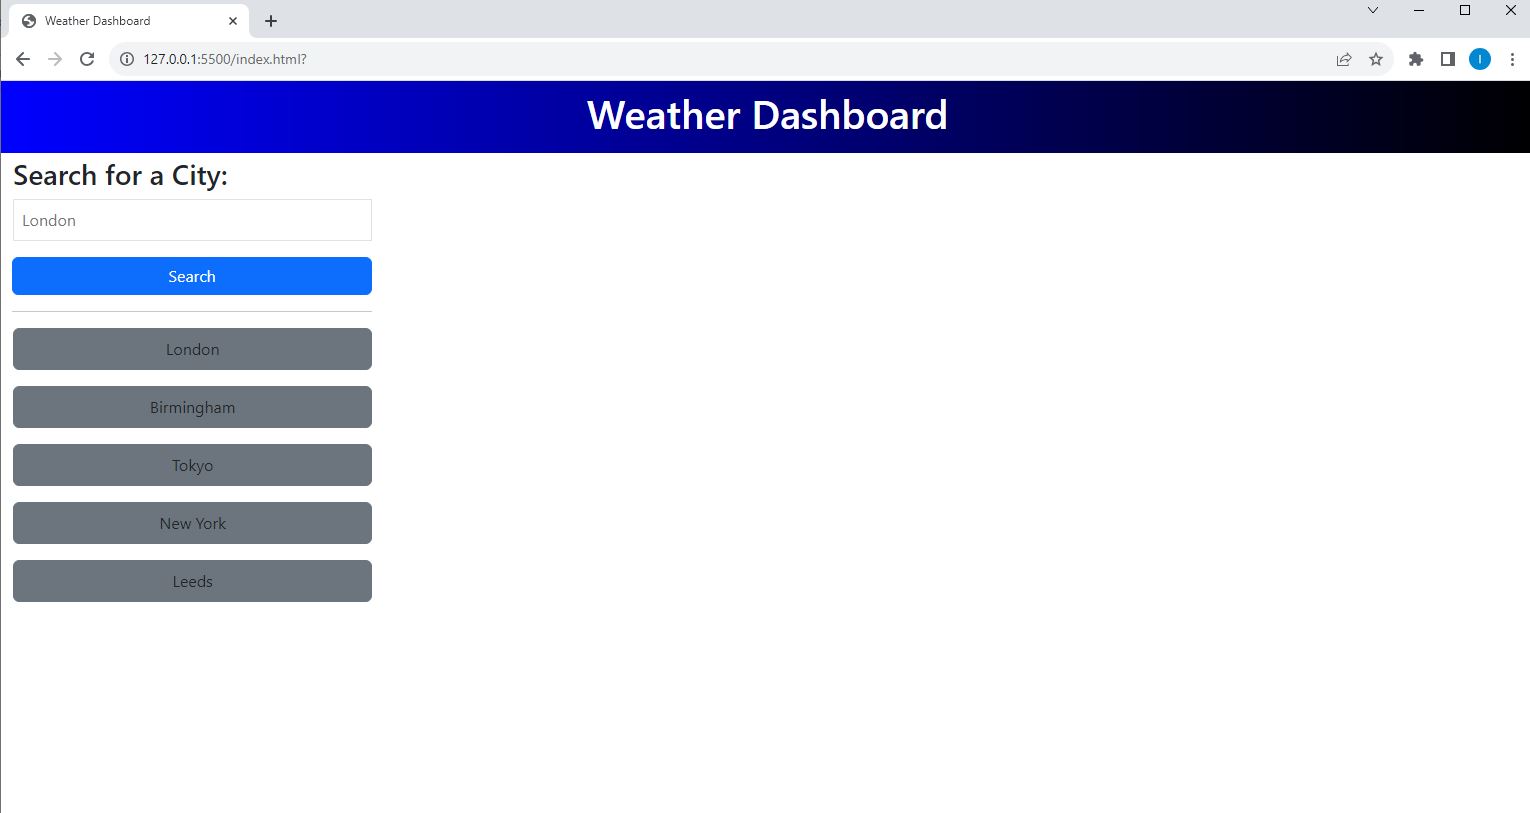 Weather Dashboard
127.0.0.1:5500/index.html?
I
Weather Dashboard
Search for a City:
London
Search
London
Birmingham
Tokyo
New York
Leeds